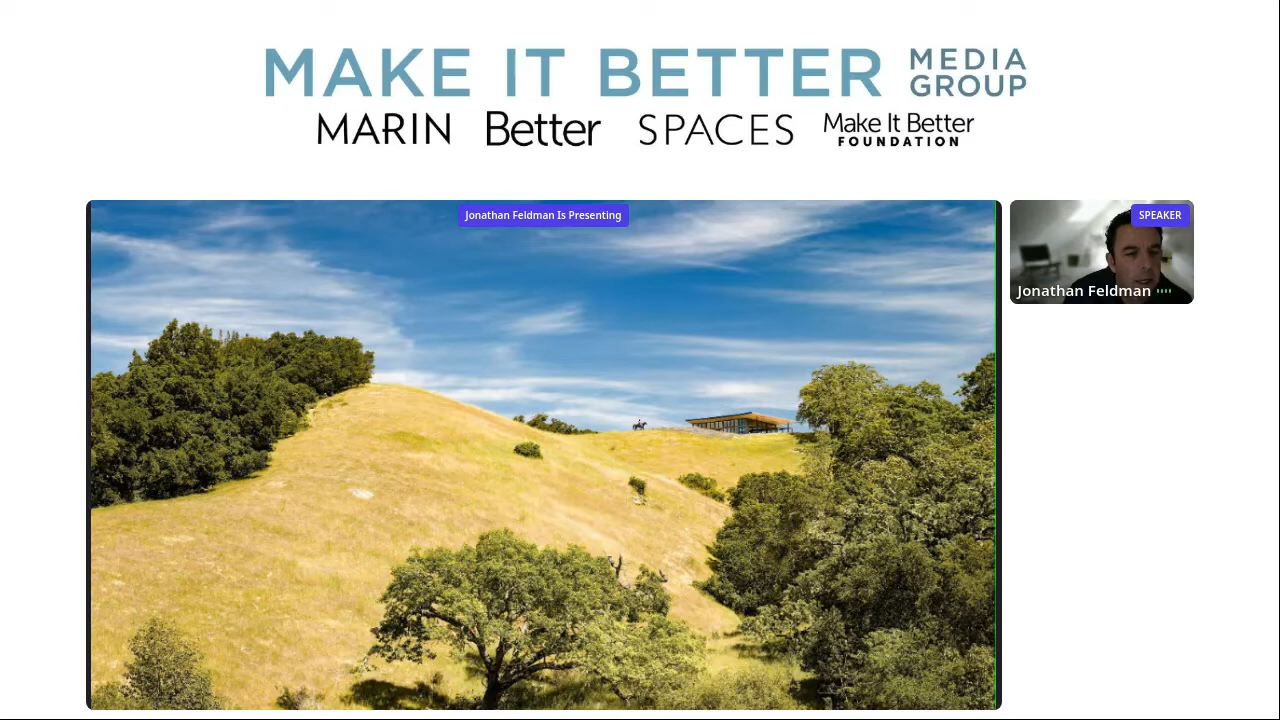 MAKE IT BETTER MEDIA GROUP
MARIN Better SPACES Make It Better FOUNDATION
Jonathan Feldman Is Presenting
SPEAKER
Jonathan Feldman